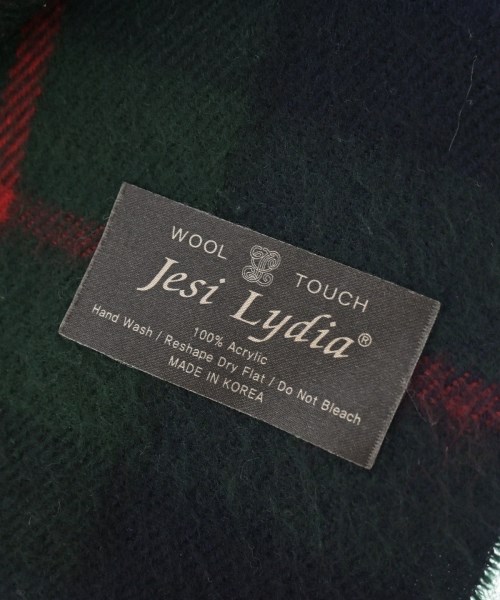 WOOL TOUCH
Jesi Lydia®
100% Acrylic
Hand Wash / Reshape Dry Flat / Do Not Bleach
MADE IN KOREA